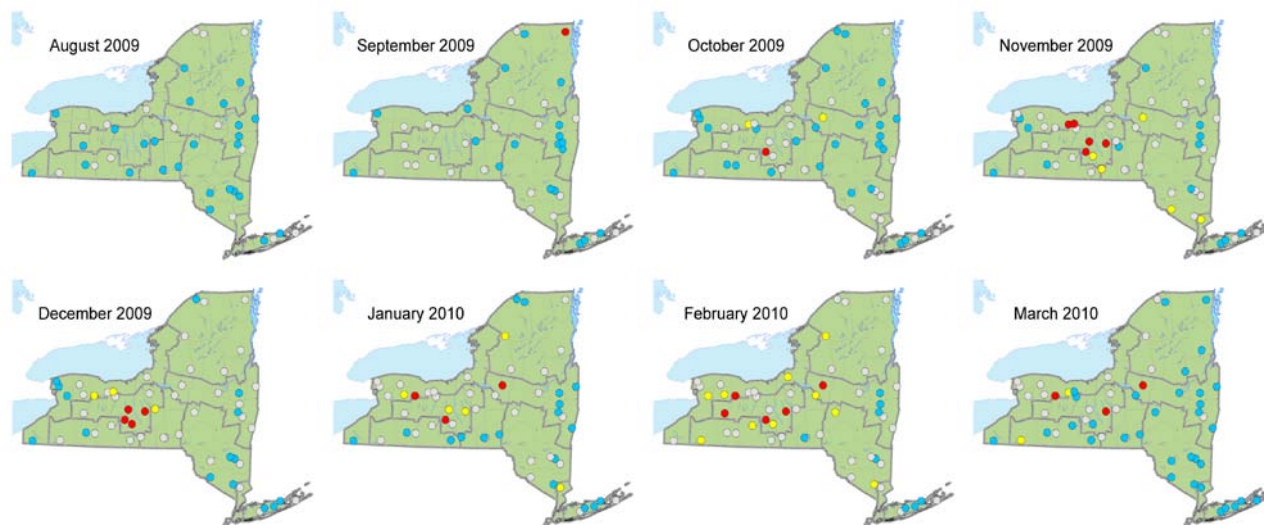 August 2009
September 2009
October 2009
November 2009
December 2009
January 2010
February 2010
March 2010